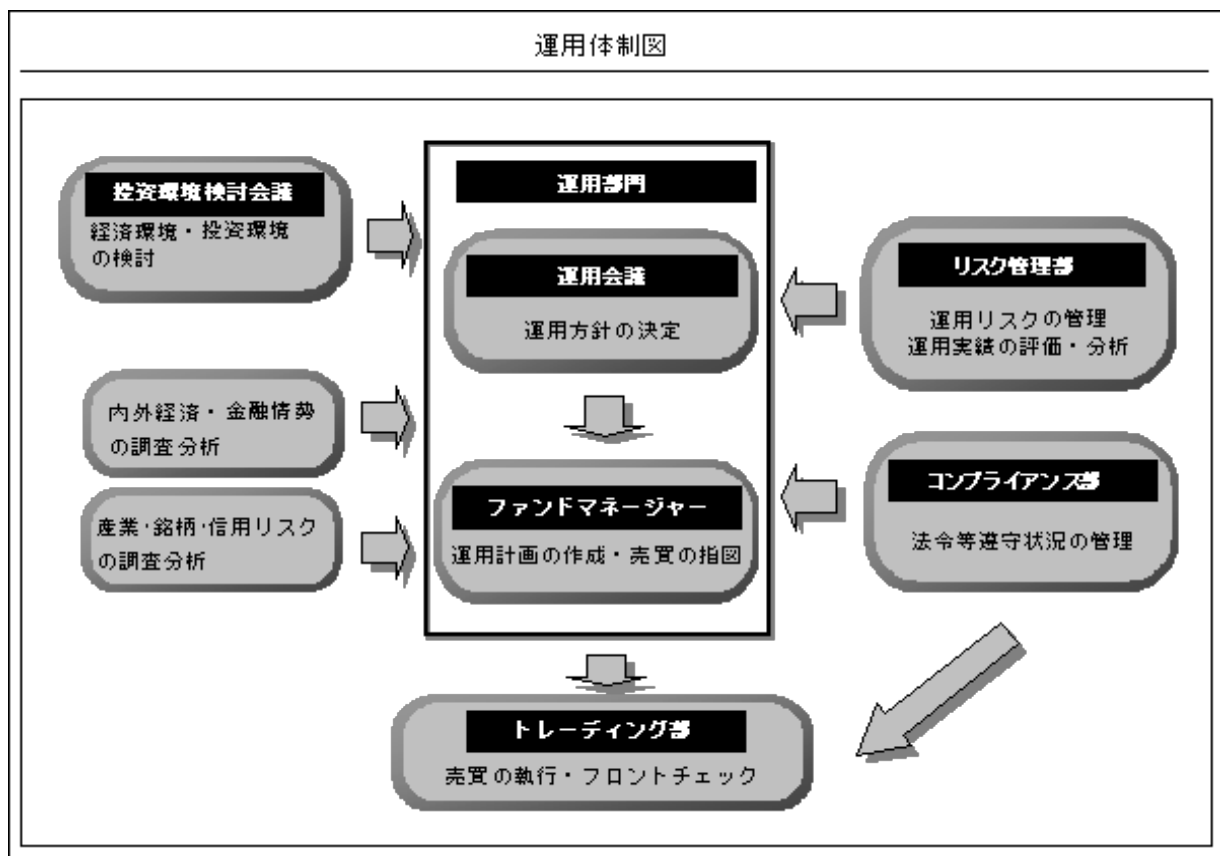 運用体制図
投資環境検討会議
経済環境・投資環境
の検討
運用部門
運用会議
運用方針の決定
リスク管理部
運用リスクの管理
運用実績の評価・分析
内外経済・金融情勢
の調査分析
産業・銘柄・信用リスク
の調査分析
ファンドマネージャー
運用計画の作成・売買の指図
コンプライアンス部
法令等遵守状況の管理
トレーディング部
売買の執行・フロントチェック